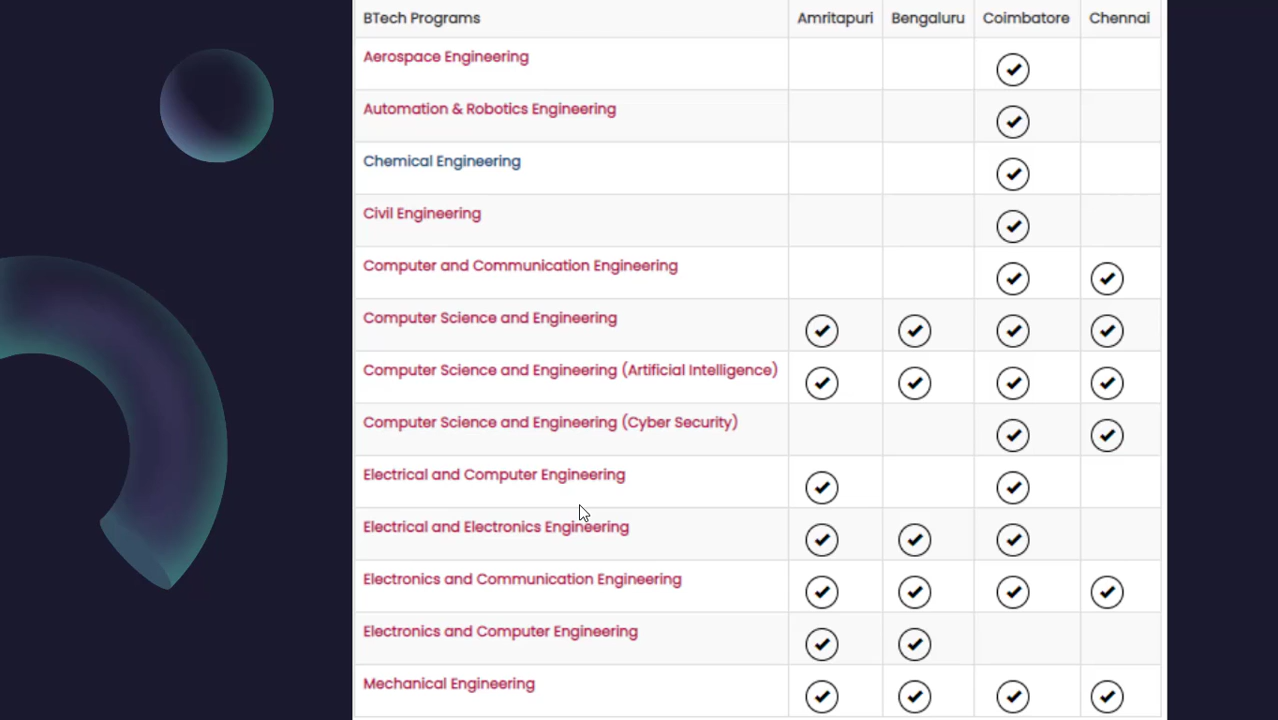 BTech Programs Amritapuri Bengaluru Coimbatore Chennai
Aerospace Engineering
Automation & Robotics Engineering
Chemical Engineering
Civil Engineering
Computer and Communication Engineering
Computer Science and Engineering
Computer Science and Engineering (Artificial Intelligence)
Computer Science and Engineering (Cyber Security)
Electrical and Computer Engineering
Electrical and Electronics Engineering
Electronics and Communication Engineering
Electronics and Computer Engineering
Mechanical Engineering